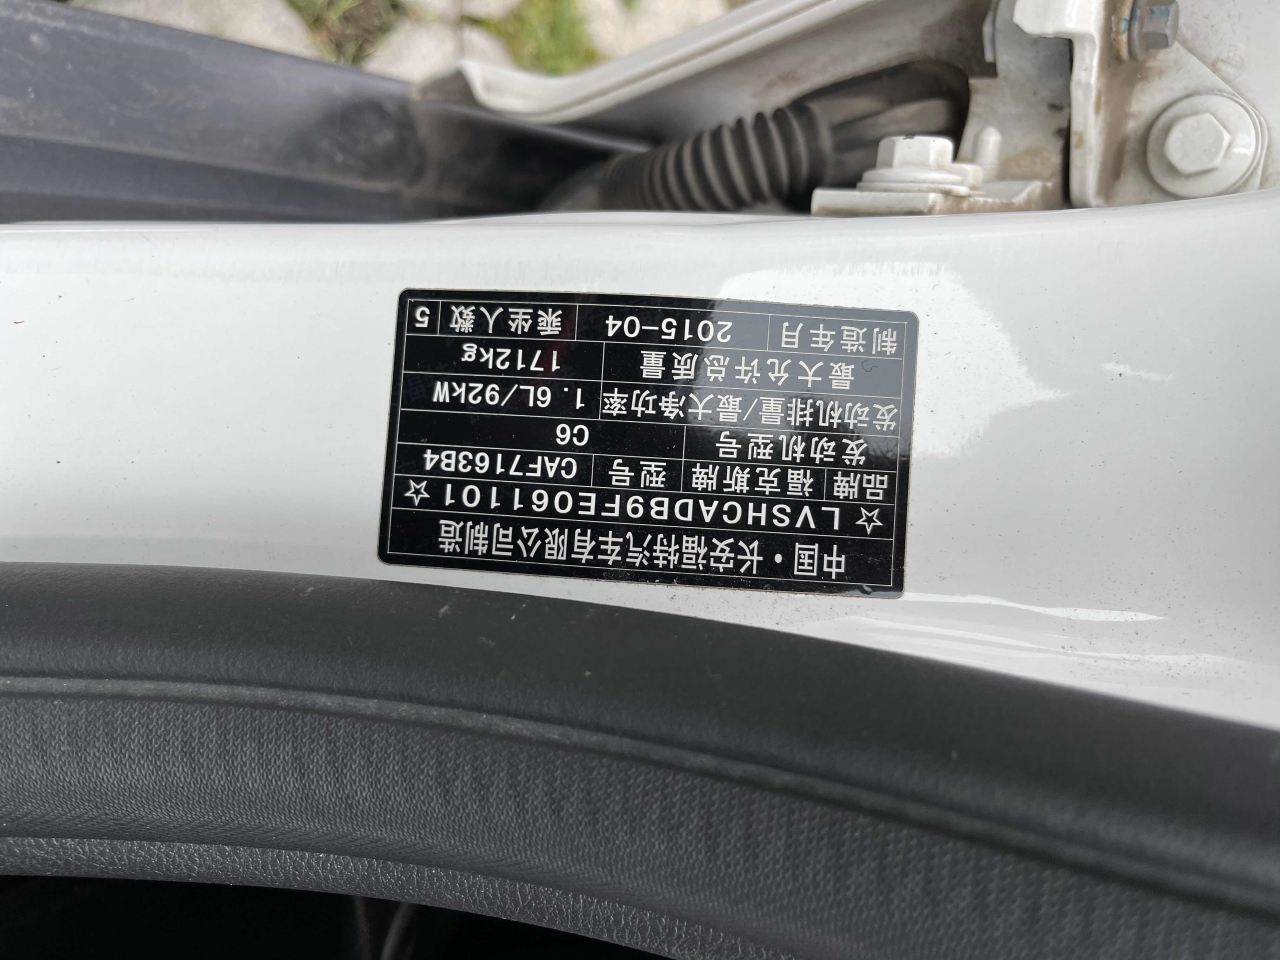 中国·长安福特汽车有限公司制造
☆LVSHCADB9FE061101☆
品牌 福克斯牌 型号 CAF7163B4
发动机型号 C6
发动机排量/最大净功率 1.6L/92kW
最大允许总质量 1712kg
制造年月 2015-04 乘坐人数 5